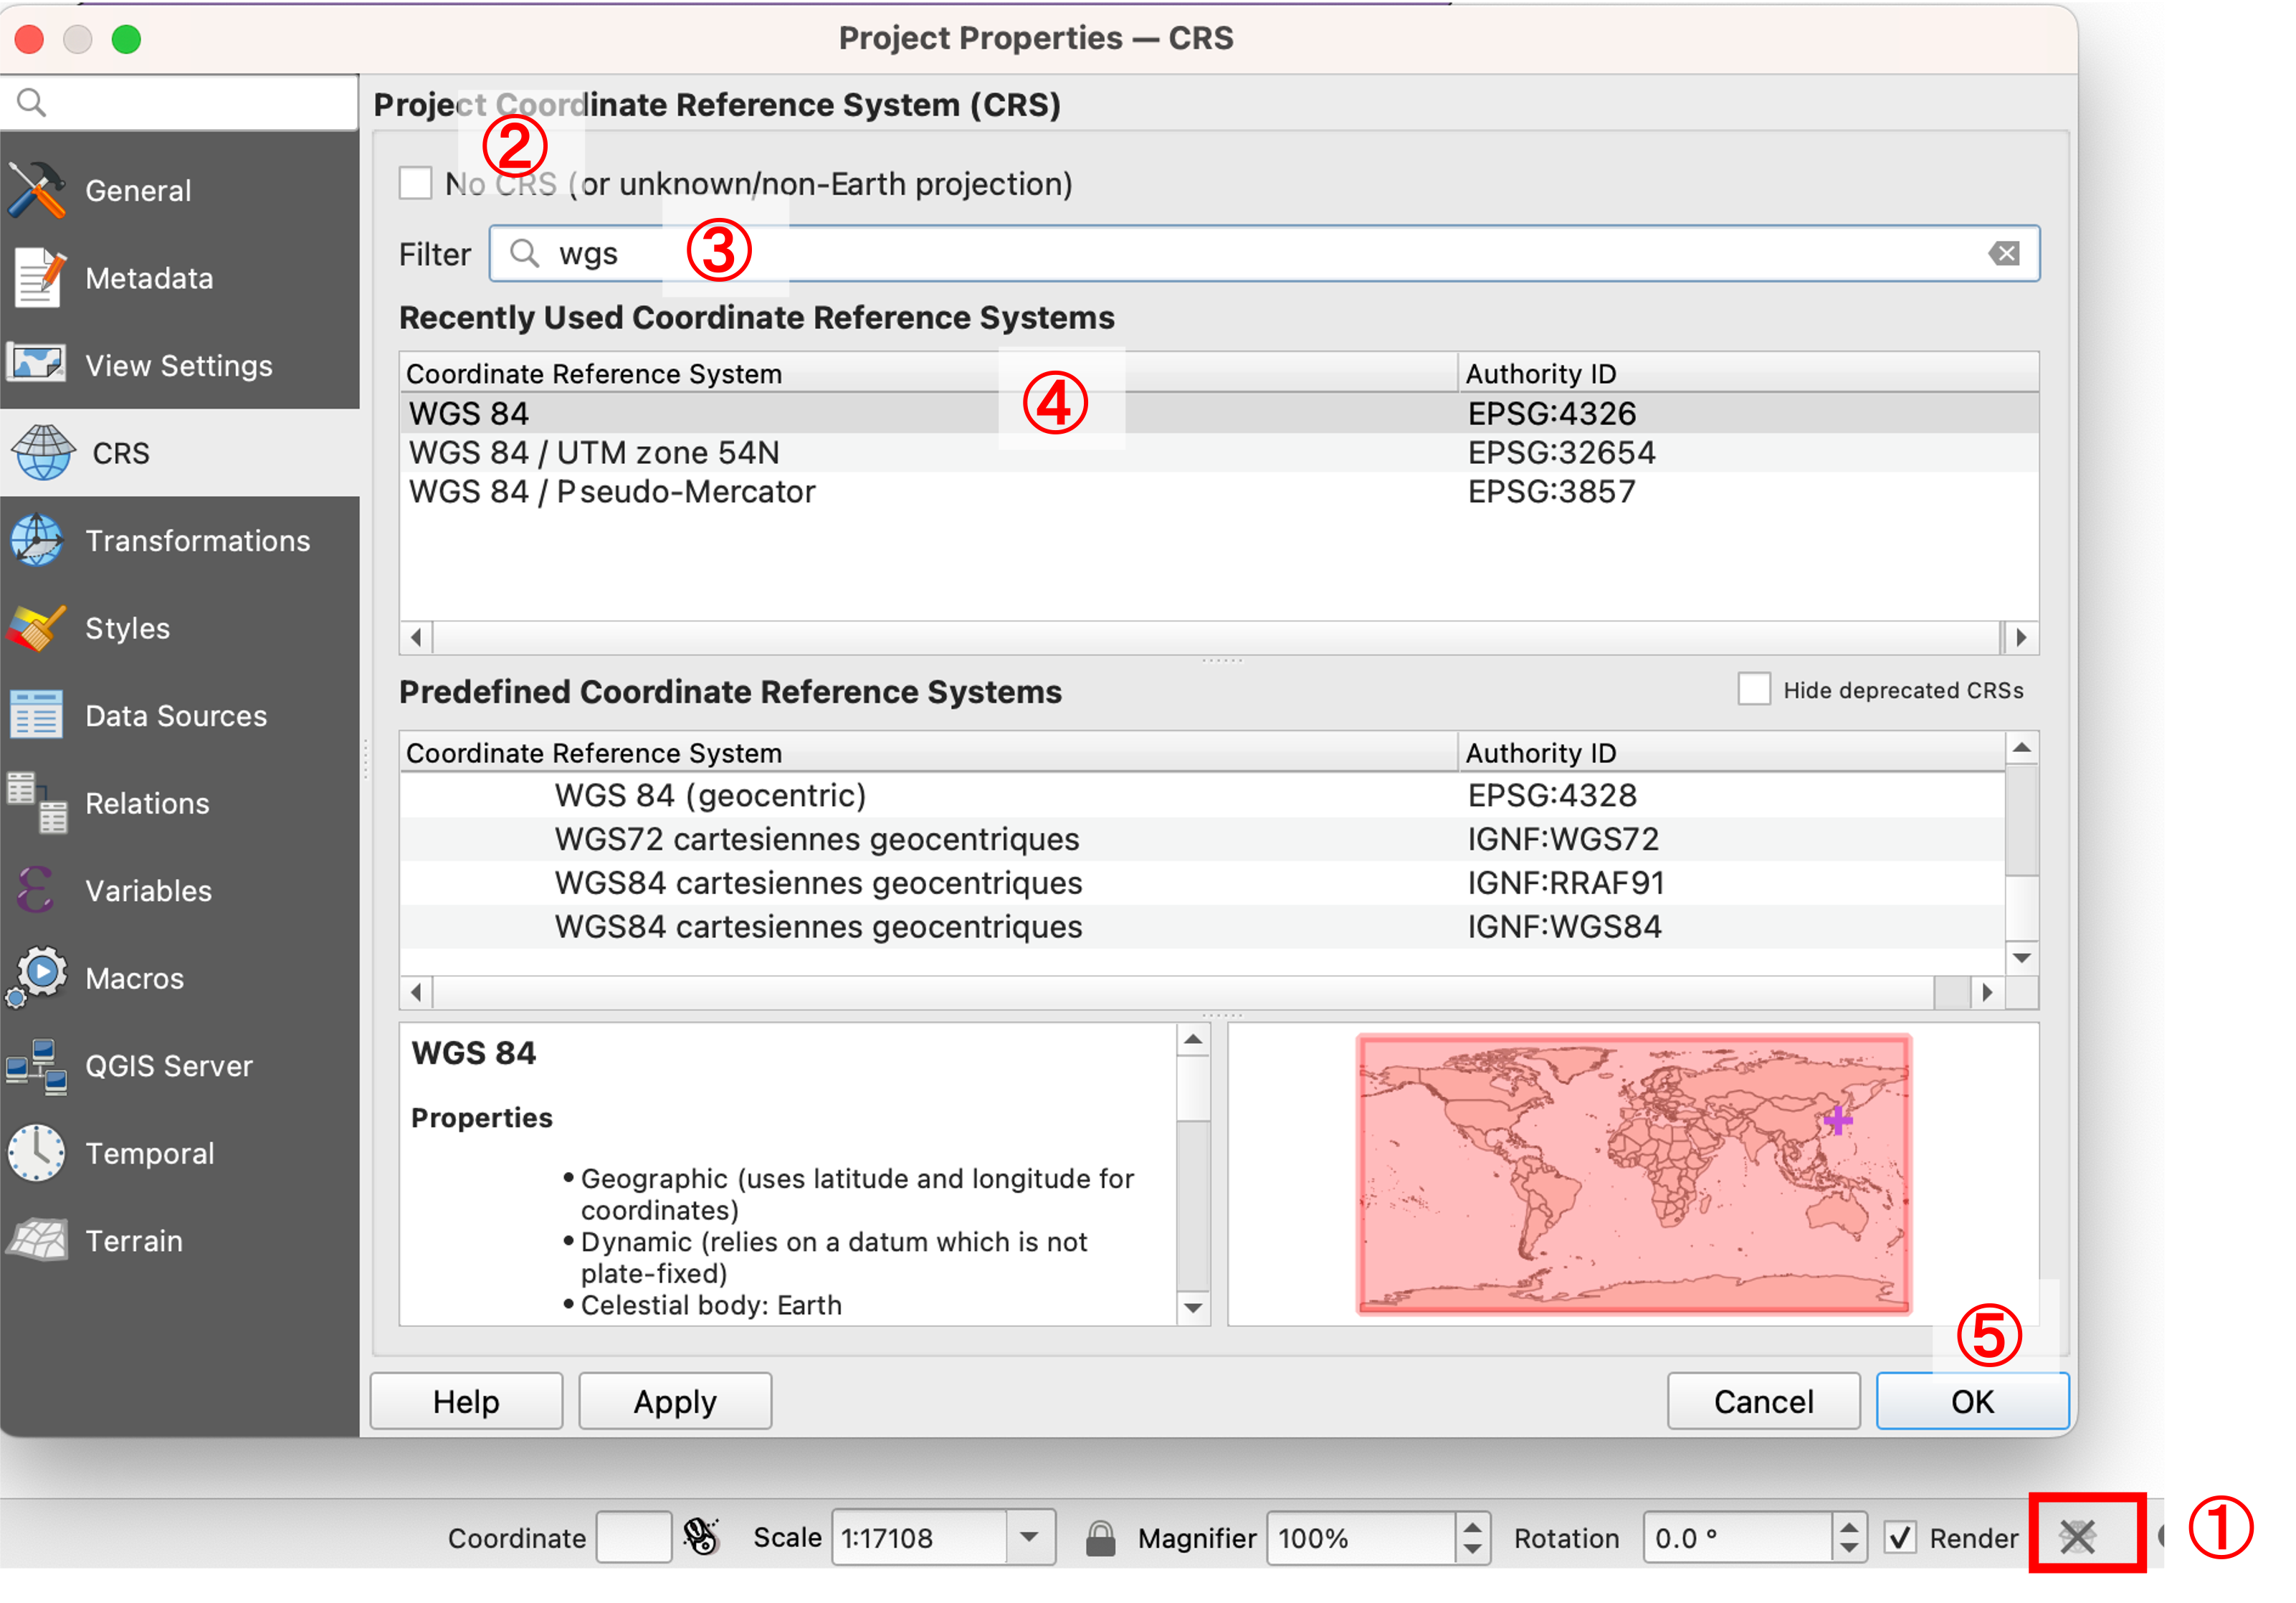 Project Properties — CRS
Project Coordinate Reference System (CRS)
②
No CRS (or unknown/non-Earth projection)
Filter wgs ③
Recently Used Coordinate Reference Systems
Coordinate Reference System Authority ID
④
WGS 84 EPSG:4326
WGS 84 / UTM zone 54N EPSG:32654
WGS 84 / Pseudo-Mercator EPSG:3857
Predefined Coordinate Reference Systems Hide deprecated CRSs
Coordinate Reference System Authority ID
WGS 84 (geocentric) EPSG:4328
WGS72 cartesiennes geocentriques IGNF:WGS72
WGS84 cartesiennes geocentriques IGNF:RRAF91
WGS84 cartesiennes geocentriques IGNF:WGS84
WGS 84
Properties
• Geographic (uses latitude and longitude for
coordinates)
• Dynamic (relies on a datum which is not
plate-fixed)
• Celestial body: Earth
⑤
Help Apply Cancel OK
General
Metadata
View Settings
CRS
Transformations
Styles
Data Sources
Relations
Variables
Macros
QGIS Server
Temporal
Terrain
Coordinate Scale 1:17108 Magnifier 100% Rotation 0.0 ° Render ①